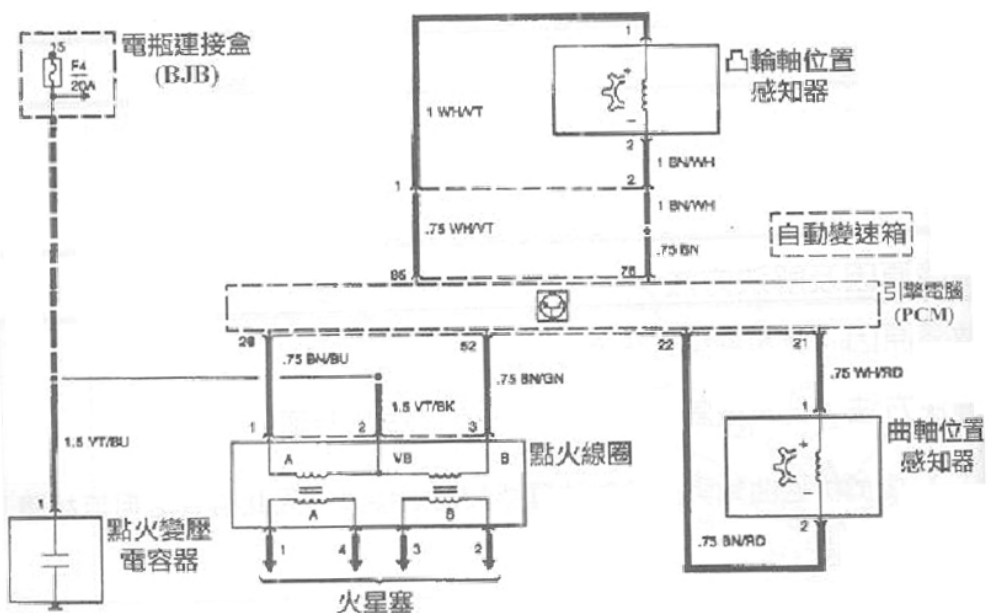 15
F4
20A
電瓶連接盒
(BJB)
1
凸輪軸位置
感知器
+
-
2
1 WH/VT
1 BN/WH
1
2
1 BN/WH
.75 WH/VT
.75 BN
自動變速箱
85
引擎電腦
(PCM)
52
22
21
.75 BN/BU
.75 BN/GN
.75 WH/RD
1.5 VT/BK
1.5 VT/BU
1
2
3
1
A
VB
B
點火線圈
曲軸位置
感知器
+
-
A
B
2
.75 BN/RD
1
點火變壓
電容器
1
4
3
2
火星塞